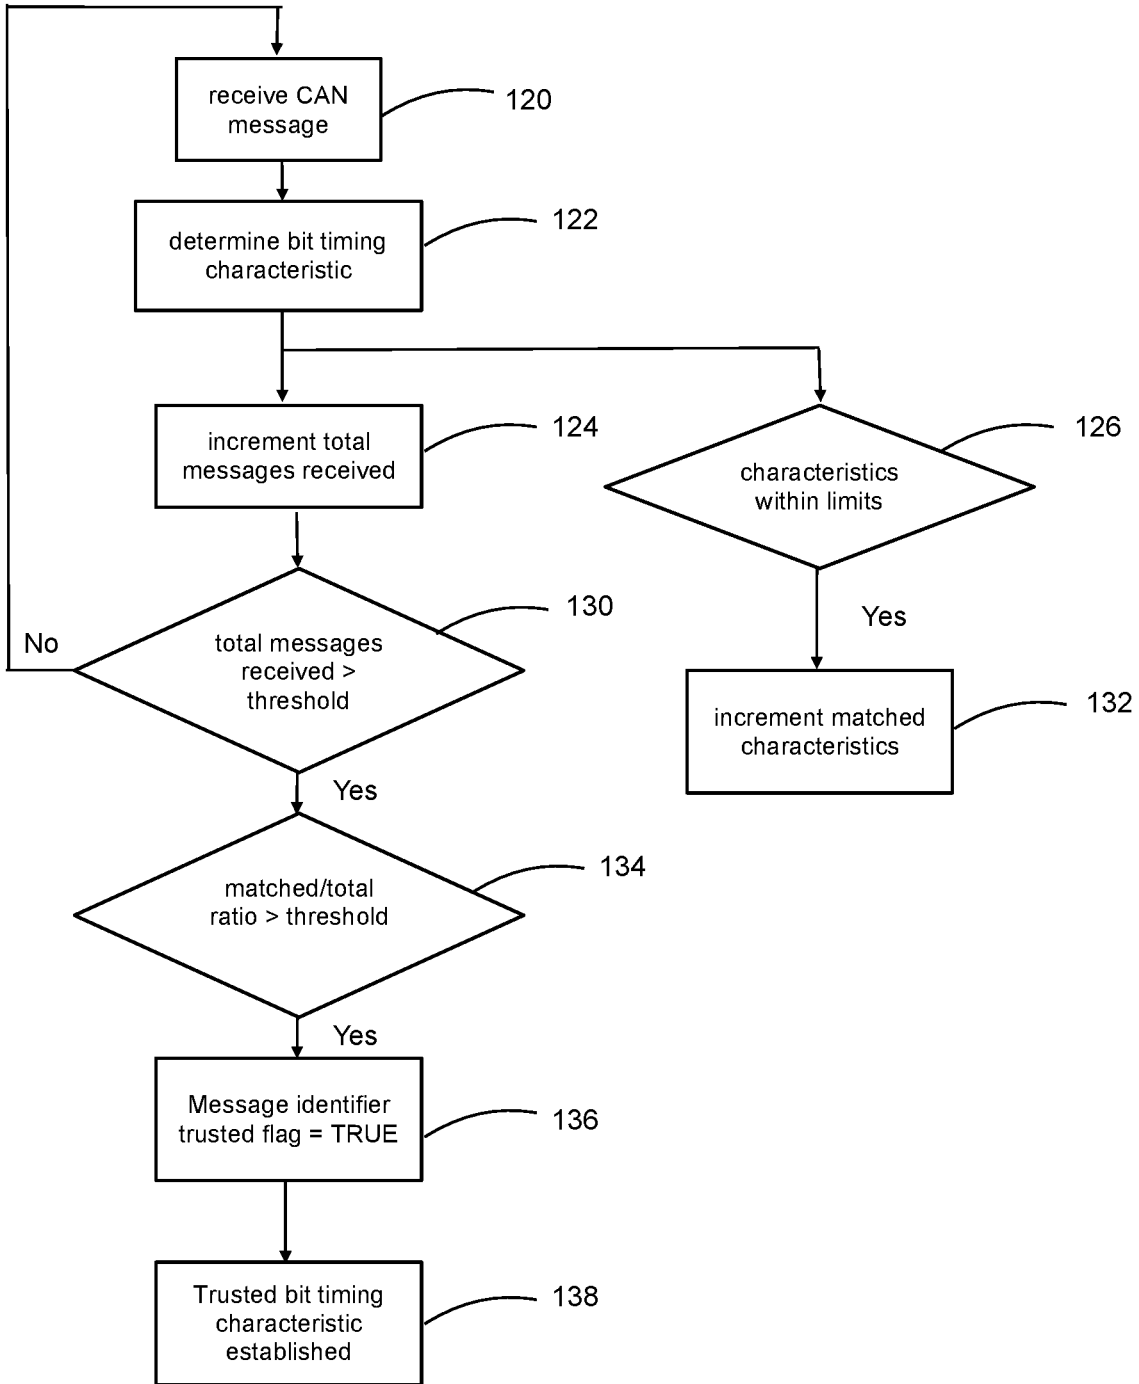 receive CAN
message
120
determine bit timing
characteristic
122
increment total
messages received
124
characteristics
within limits
126
No
total messages
received >
threshold
130
Yes
increment matched
characteristics
132
Yes
matched/total
ratio > threshold
134
Yes
Message identifier
trusted flag = TRUE
136
Trusted bit timing
characteristic
established
138